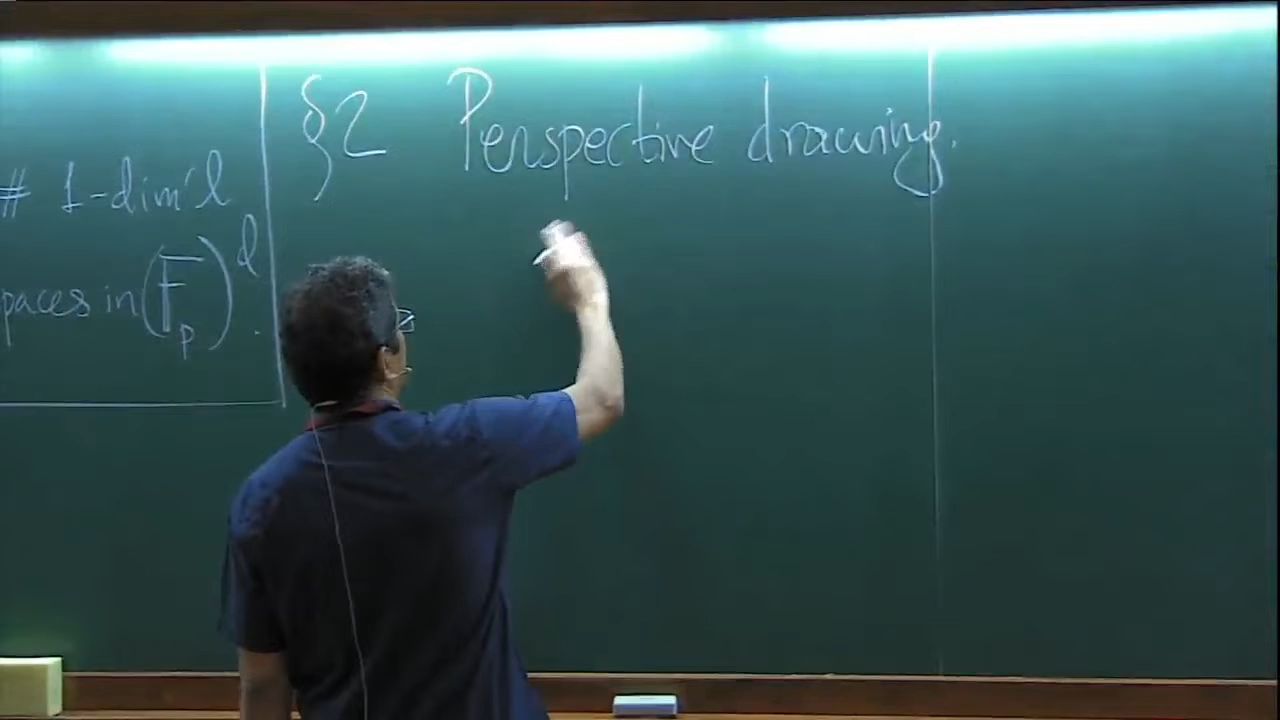 # 1-dim'l
paces in (F_p)^d.
§2 Perspective drawing.